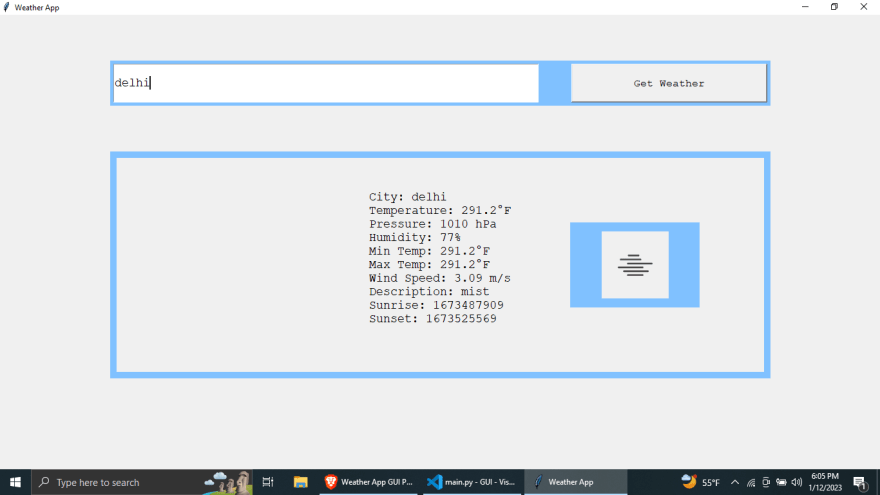 Weather App
delhi
Get Weather
City: delhi
Temperature: 291.2°F
Pressure: 1010 hPa
Humidity: 77%
Min Temp: 291.2°F
Max Temp: 291.2°F
Wind Speed: 3.09 m/s
Description: mist
Sunrise: 1673487909
Sunset: 1673525569
Type here to search
Weather App GUI P...
main.py - GUI - Vis...
Weather App
55°F
6:05 PM
1/12/2023
1